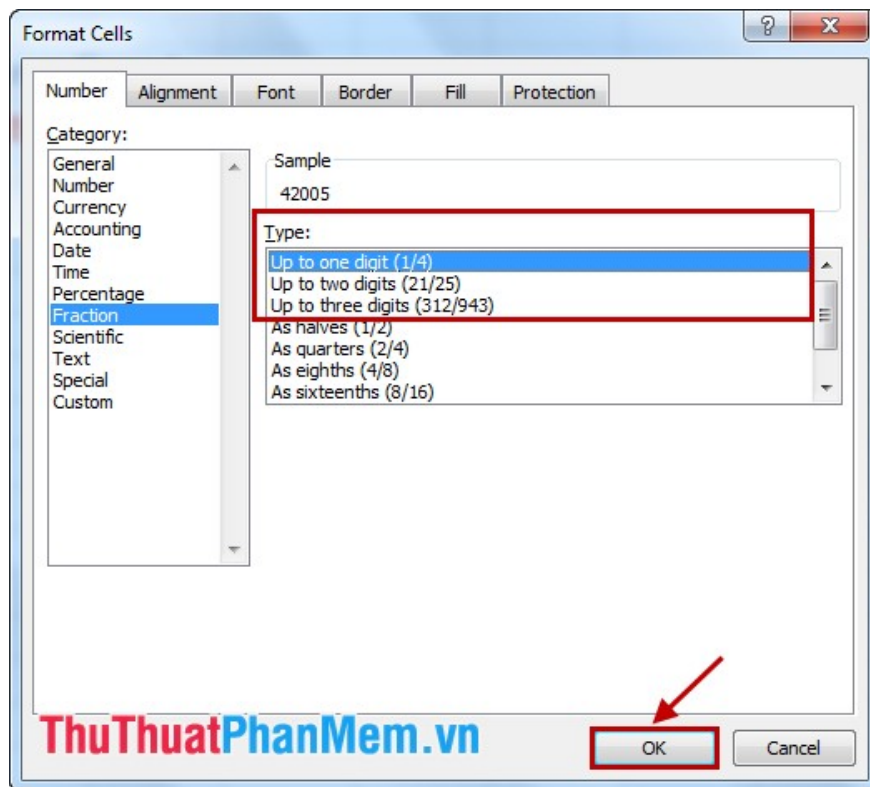 Format Cells
Number Alignment Font Border Fill Protection
Category:
General
Number
Currency
Accounting
Date
Time
Percentage
Fraction
Scientific
Text
Special
Custom
Sample
42005
Type:
Up to one digit (1/4)
Up to two digits (21/25)
Up to three digits (312/943)
As halves (1/2)
As quarters (2/4)
As eighths (4/8)
As sixteenths (8/16)
ThuThuatPhanMem.vn
OK Cancel